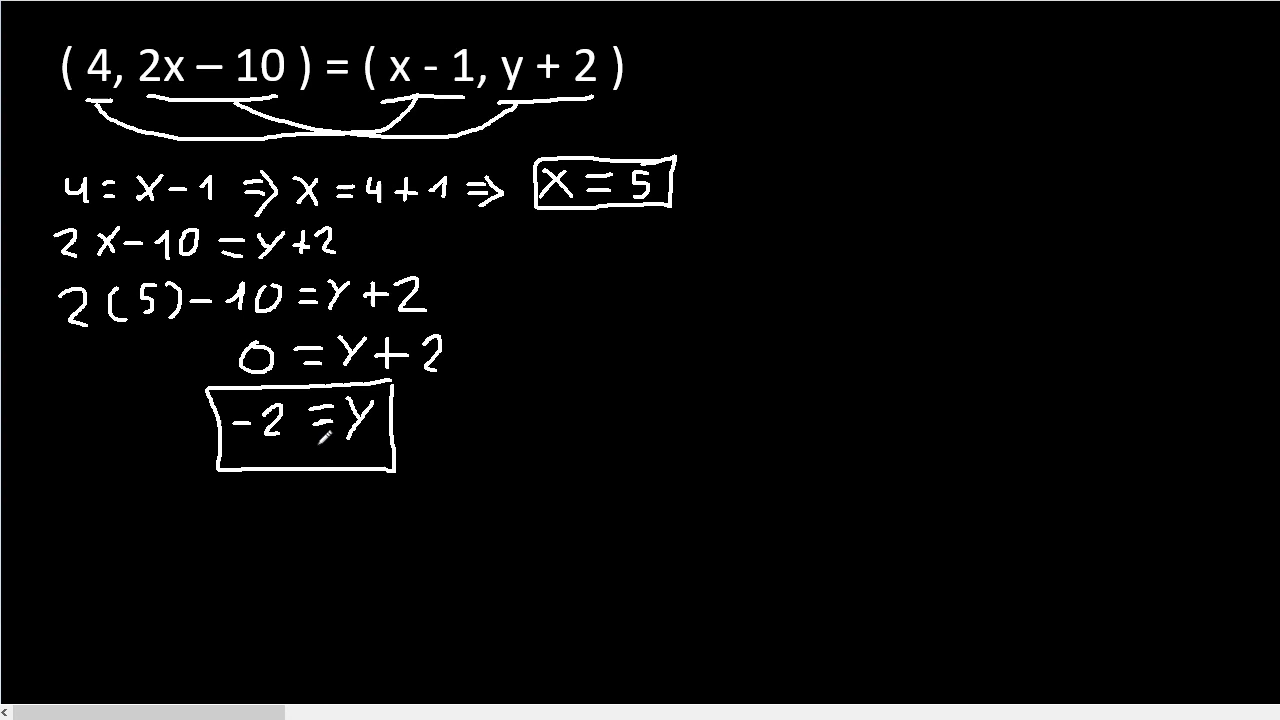 ( 4, 2x – 10 ) = ( x - 1, y + 2 )
4 = x - 1 ⇒ x = 4 + 1 ⇒ x = 5
2x - 10 = y + 2
2(5) - 10 = y + 2
0 = y + 2
-2 = y